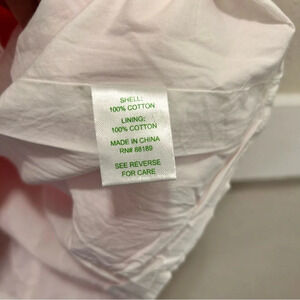 SHELL:
100% COTTON
LINING:
100% COTTON
MADE IN CHINA
RN# 88189
SEE REVERSE
FOR CARE